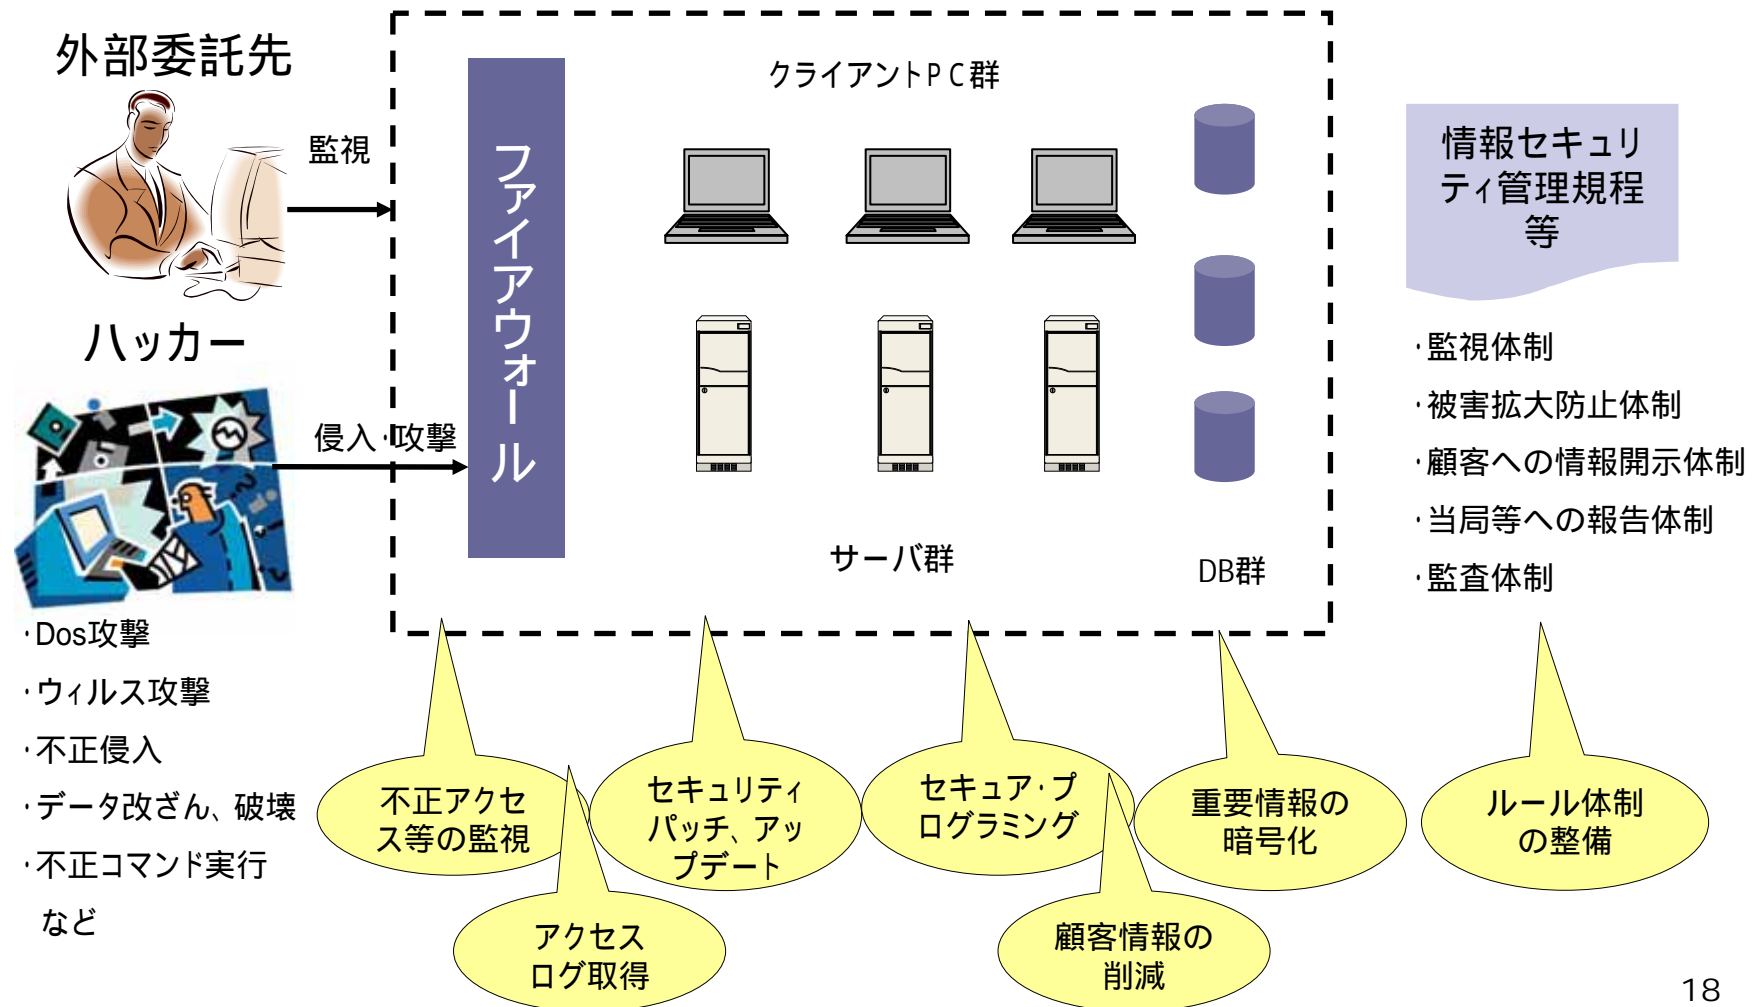 外部委託先
監視
ハッカー
侵入・攻撃
・Dos攻撃
・ウィルス攻撃
・不正侵入
・データ改ざん、破壊
・不正コマンド実行
など
ファイアウォール
クライアントPC群
サーバ群
DB群
情報セキュリ
ティ管理規程
等
・監視体制
・被害拡大防止体制
・顧客への情報開示体制
・当局等への報告体制
・監査体制
不正アクセ
ス等の監視
アクセス
ログ取得
セキュリティ
パッチ、アッ
プデート
セキュア・プ
ログラミング
顧客情報の
削減
重要情報の
暗号化
ルール体制
の整備
18